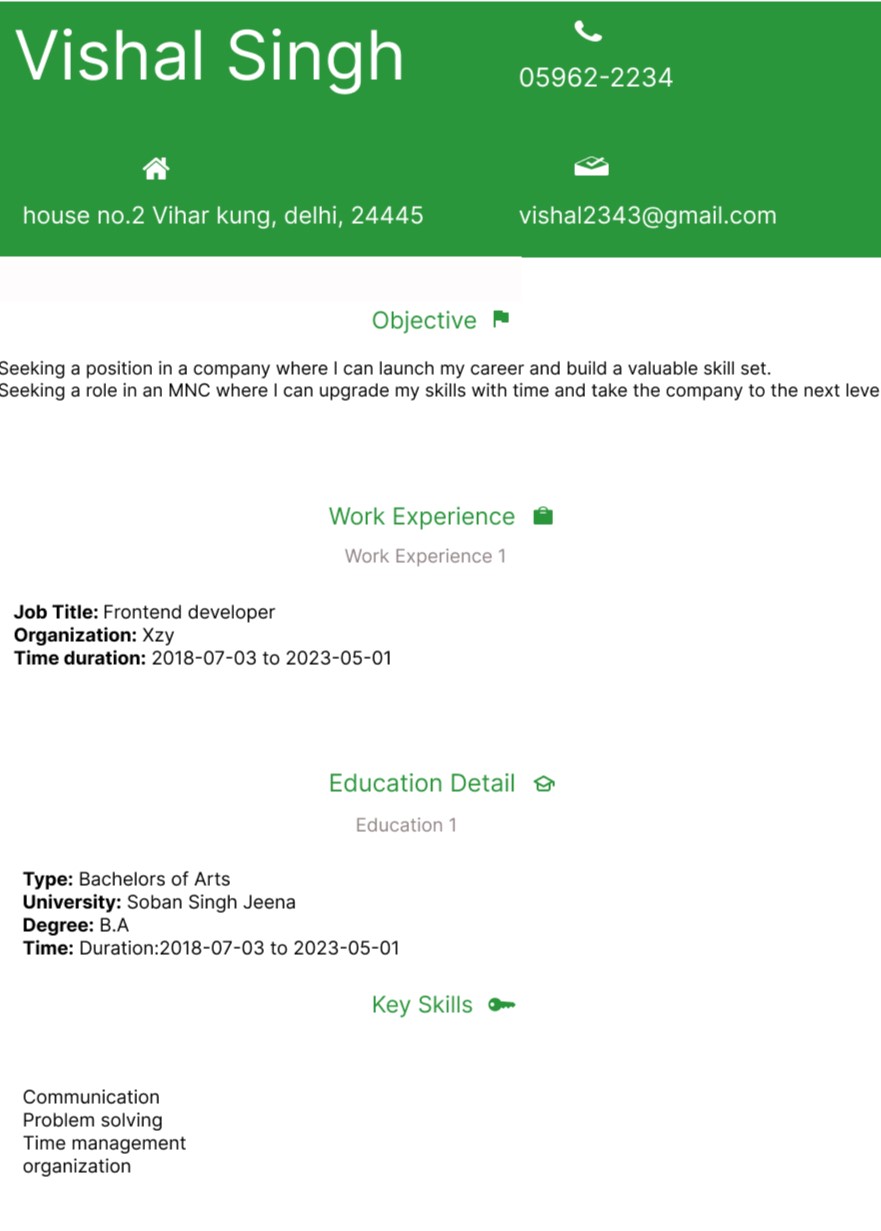 Vishal Singh
05962-2234
house no.2 Vihar kung, delhi, 24445
vishal2343@gmail.com
Objective
Seeking a position in a company where I can launch my career and build a valuable skill set.
Seeking a role in an MNC where I can upgrade my skills with time and take the company to the next leve
Work Experience
Work Experience 1
Job Title: Frontend developer
Organization: Xzy
Time duration: 2018-07-03 to 2023-05-01
Education Detail
Education 1
Type: Bachelors of Arts
University: Soban Singh Jeena
Degree: B.A
Time: Duration:2018-07-03 to 2023-05-01
Key Skills
Communication
Problem solving
Time management
organization